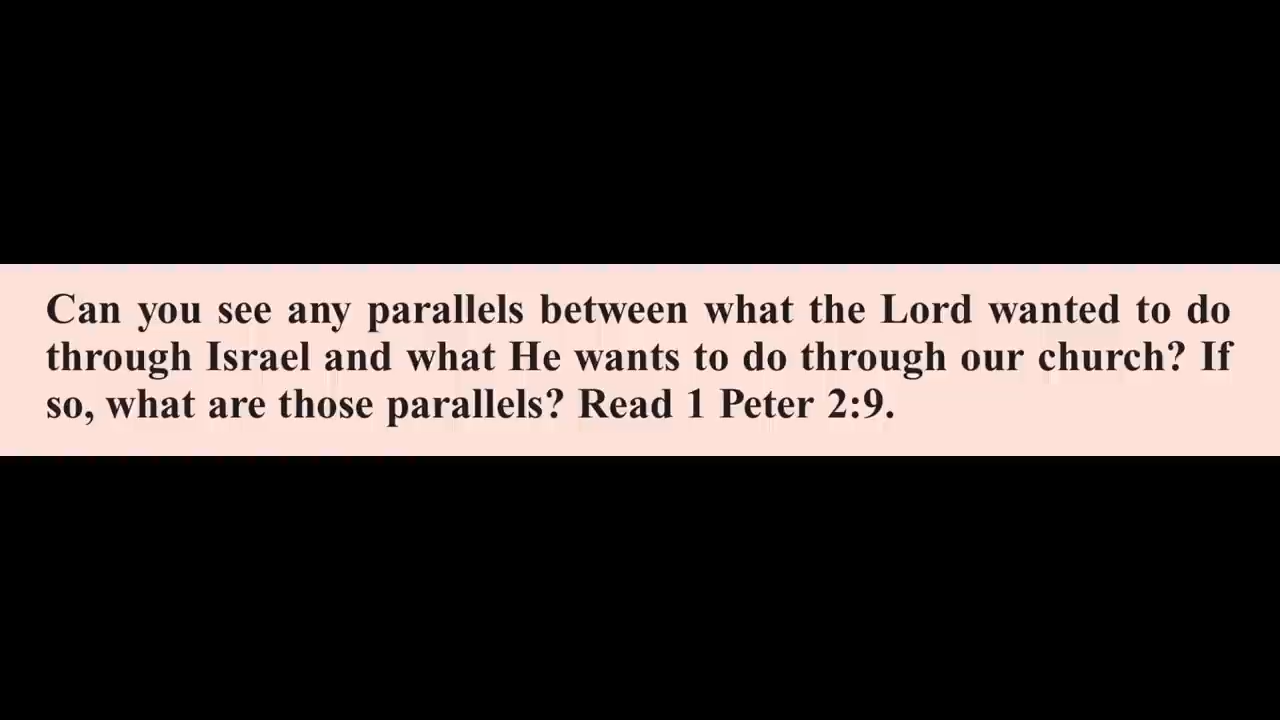 Can you see any parallels between what the Lord wanted to do
through Israel and what He wants to do through our church? If
so, what are those parallels? Read 1 Peter 2:9.